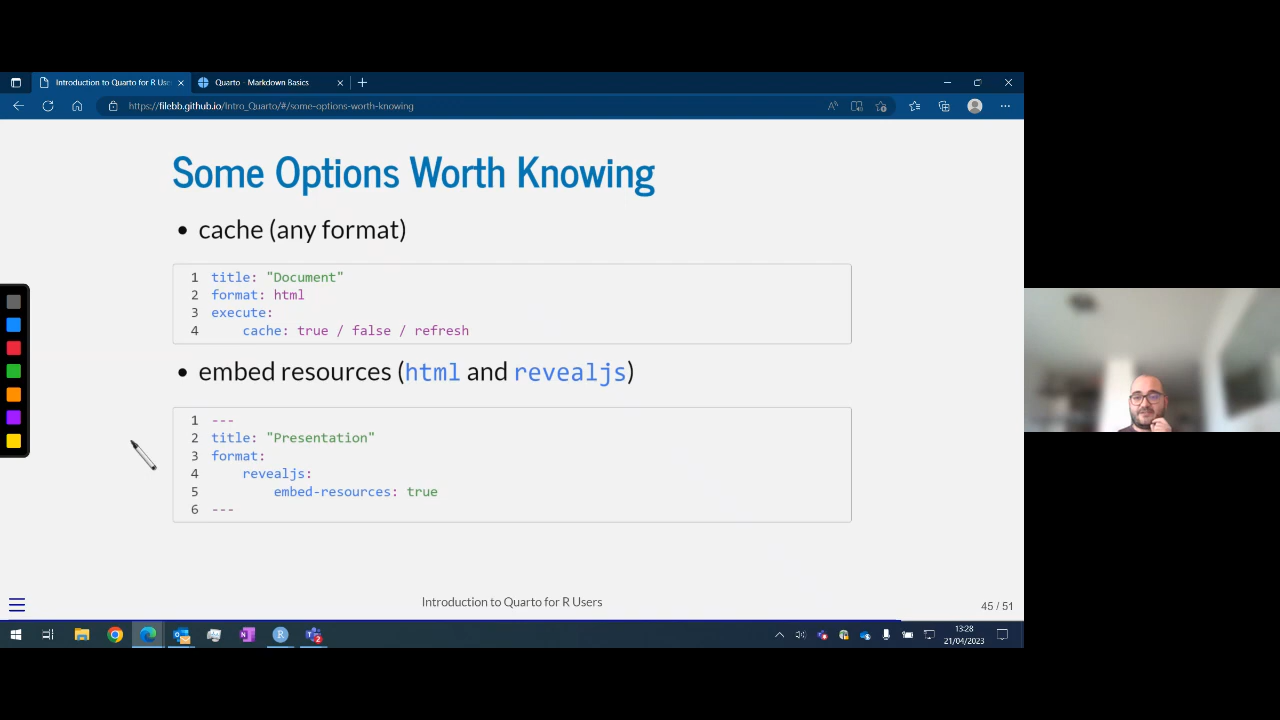 Introduction to Quarto for R Use
Quarto - Markdown Basics
https://filebb.github.io/Intro_Quarto/#/some-options-worth-knowing
Some Options Worth Knowing
• cache (any format)
1 title: "Document"
2 format: html
3 execute:
4 cache: true / false / refresh
• embed resources (html and revealjs)
1 ---
2 title: "Presentation"
3 format:
4 revealjs:
5 embed-resources: true
6 ---
Introduction to Quarto for R Users
45 / 51
13:28
21/04/2023